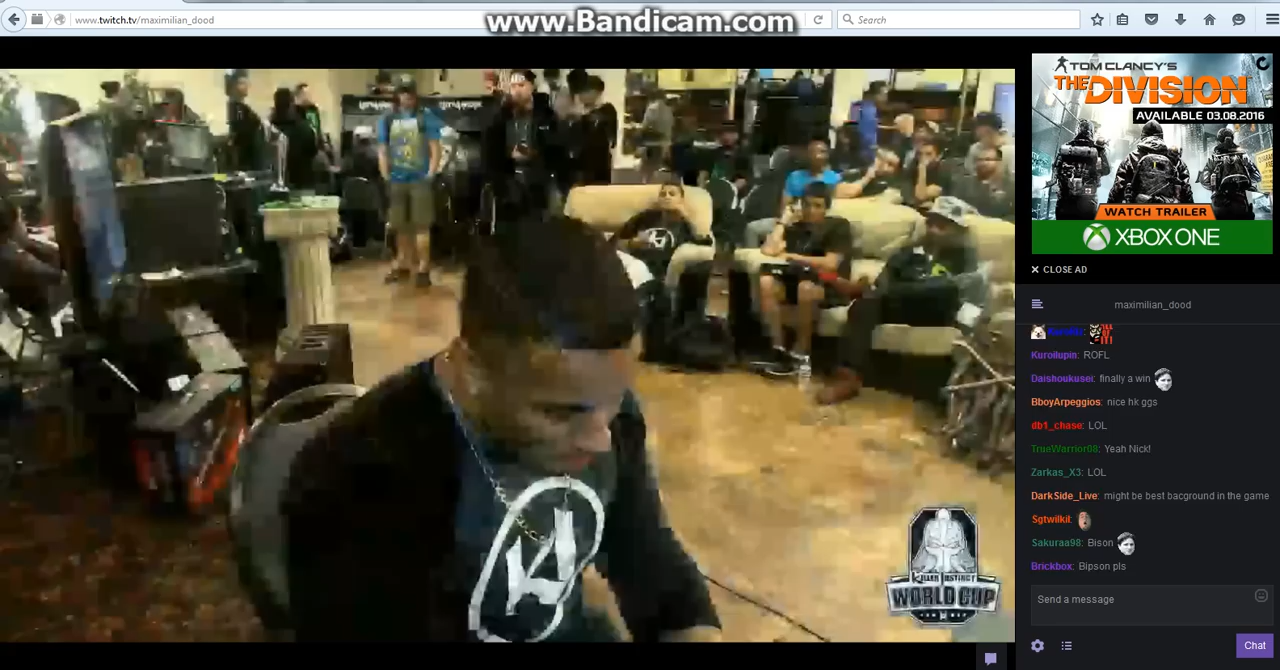 www.twitch.tv/maximilian_dood
www.Bandicam.com
Search
TOM CLANCY'S
THE DIVISION
AVAILABLE 03.08.2016
WATCH TRAILER
XBOX ONE
CLOSE AD
maximilian_dood
Kuroilupin: ROFL
Daishoukusei: finally a win
BboyArpeggios: nice hk ggs
db1_chase: LOL
TrueWarrior08: Yeah Nick!
Zarkas_X3: LOL
DarkSide_Live: might be best bacground in the game
Sgtwilkil:
Sakuraa98: Bison
Brickbox: Bipson pls
KILLER INSTINCT
WORLD CUP
Send a message
Chat